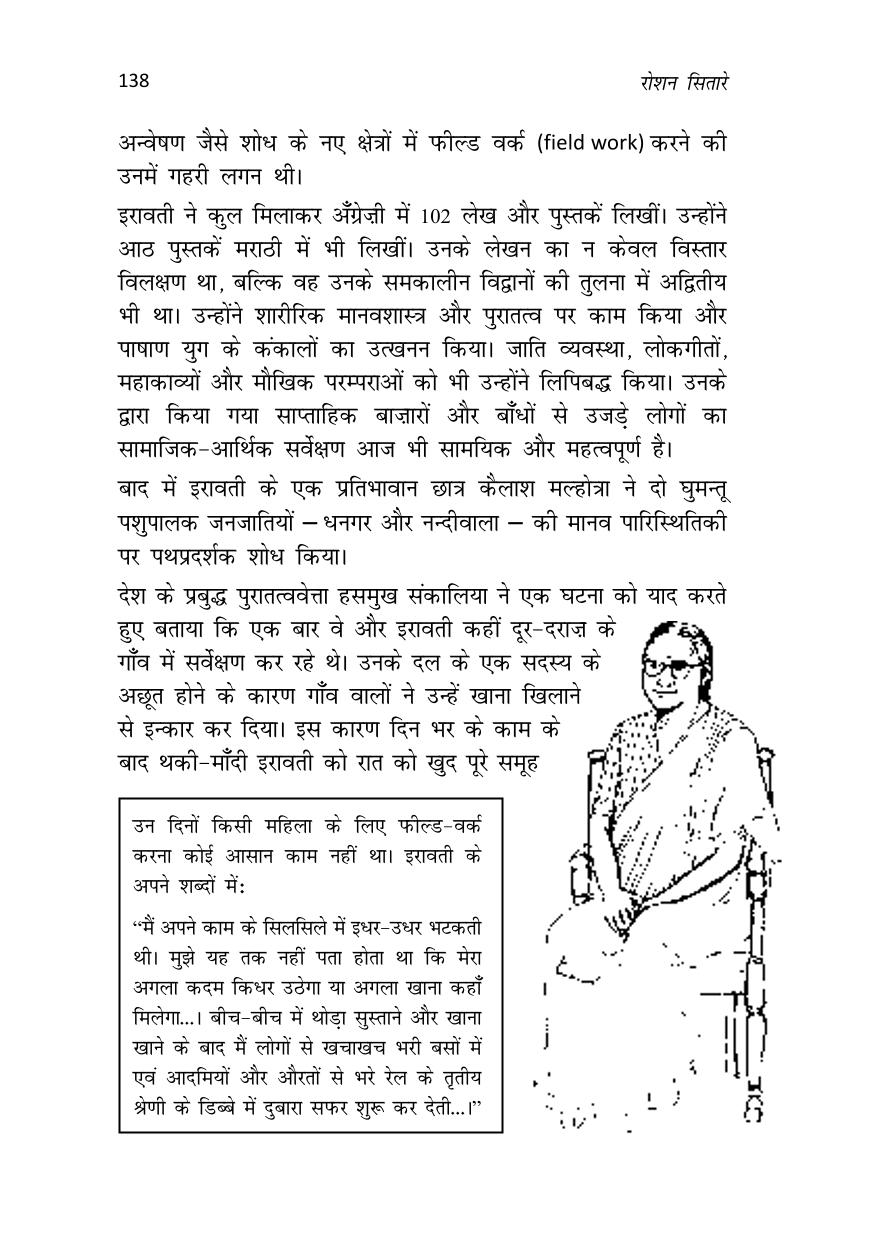 138 रोशन सितारे
अन्वेषण जैसे शोध के नए क्षेत्रों में फील्ड वर्क (field work) करने की
उनमें गहरी लगन थी।
इरावती ने कुल मिलाकर अँग्रेज़ी में 102 लेख और पुस्तकें लिखीं। उन्होंने
आठ पुस्तकें मराठी में भी लिखीं। उनके लेखन का न केवल विस्तार
विलक्षण था, बल्कि वह उनके समकालीन विद्वानों की तुलना में अद्वितीय
भी था। उन्होंने शारीरिक मानवशास्त्र और पुरातत्व पर काम किया और
पाषाण युग के कंकालों का उत्खनन किया। जाति व्यवस्था, लोकगीतों,
महाकाव्यों और मौखिक परम्पराओं को भी उन्होंने लिपिबद्ध किया। उनके
द्वारा किया गया साप्ताहिक बाज़ारों और बाँधों से उजड़े लोगों का
सामाजिक-आर्थिक सर्वेक्षण आज भी सामयिक और महत्वपूर्ण है।
बाद में इरावती के एक प्रतिभावान छात्र कैलाश मल्होत्रा ने दो घुमन्तू
पशुपालक जनजातियों – धनगर और नन्दीवाला – की मानव पारिस्थितिकी
पर पथप्रदर्शक शोध किया।
देश के प्रबुद्ध पुरातत्ववेत्ता हसमुख संकालिया ने एक घटना को याद करते
हुए बताया कि एक बार वे और इरावती कहीं दूर-दराज़ के
गाँव में सर्वेक्षण कर रहे थे। उनके दल के एक सदस्य के
अछूत होने के कारण गाँव वालों ने उन्हें खाना खिलाने
से इन्कार कर दिया। इस कारण दिन भर के काम के
बाद थकी-माँदी इरावती को रात को खुद पूरे समूह
उन दिनों किसी महिला के लिए फील्ड-वर्क
करना कोई आसान काम नहीं था। इरावती के
अपने शब्दों में:
“मैं अपने काम के सिलसिले में इधर-उधर भटकती
थी। मुझे यह तक नहीं पता होता था कि मेरा
अगला कदम किधर उठेगा या अगला खाना कहाँ
मिलेगा...। बीच-बीच में थोड़ा सुस्ताने और खाना
खाने के बाद मैं लोगों से खचाखच भरी बसों में
एवं आदमियों और औरतों से भरे रेल के तृतीय
श्रेणी के डिब्बे में दुबारा सफर शुरू कर देती...।”